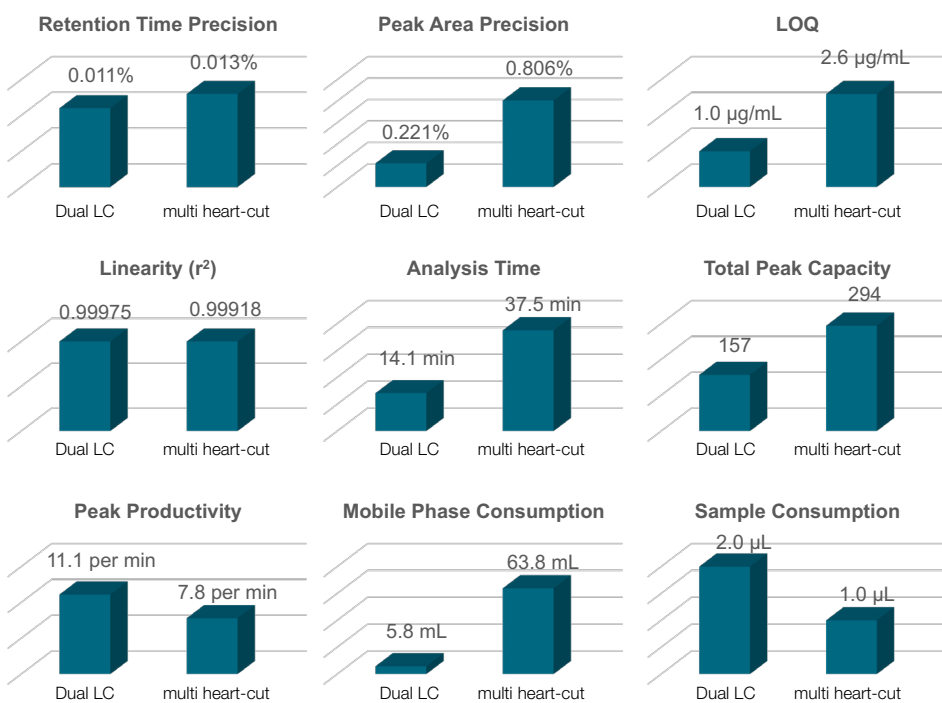 Retention Time Precision
0.011%
0.013%
Dual LC
multi heart-cut
Peak Area Precision
0.221%
0.806%
Dual LC
multi heart-cut
LOQ
1.0 µg/mL
2.6 µg/mL
Dual LC
multi heart-cut
Linearity (r²)
0.99975
0.99918
Dual LC
multi heart-cut
Analysis Time
14.1 min
37.5 min
Dual LC
multi heart-cut
Total Peak Capacity
157
294
Dual LC
multi heart-cut
Peak Productivity
11.1 per min
7.8 per min
Dual LC
multi heart-cut
Mobile Phase Consumption
5.8 mL
63.8 mL
Dual LC
multi heart-cut
Sample Consumption
2.0 µL
1.0 µL
Dual LC
multi heart-cut